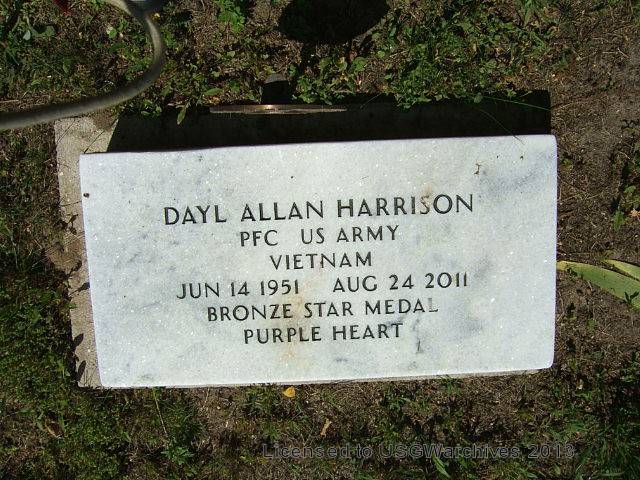 DAYL ALLAN HARRISON
PFC US ARMY
VIETNAM
JUN 14 1951 AUG 24 2011
BRONZE STAR MEDAL
PURPLE HEART
Licensed to USGWarchives 2013